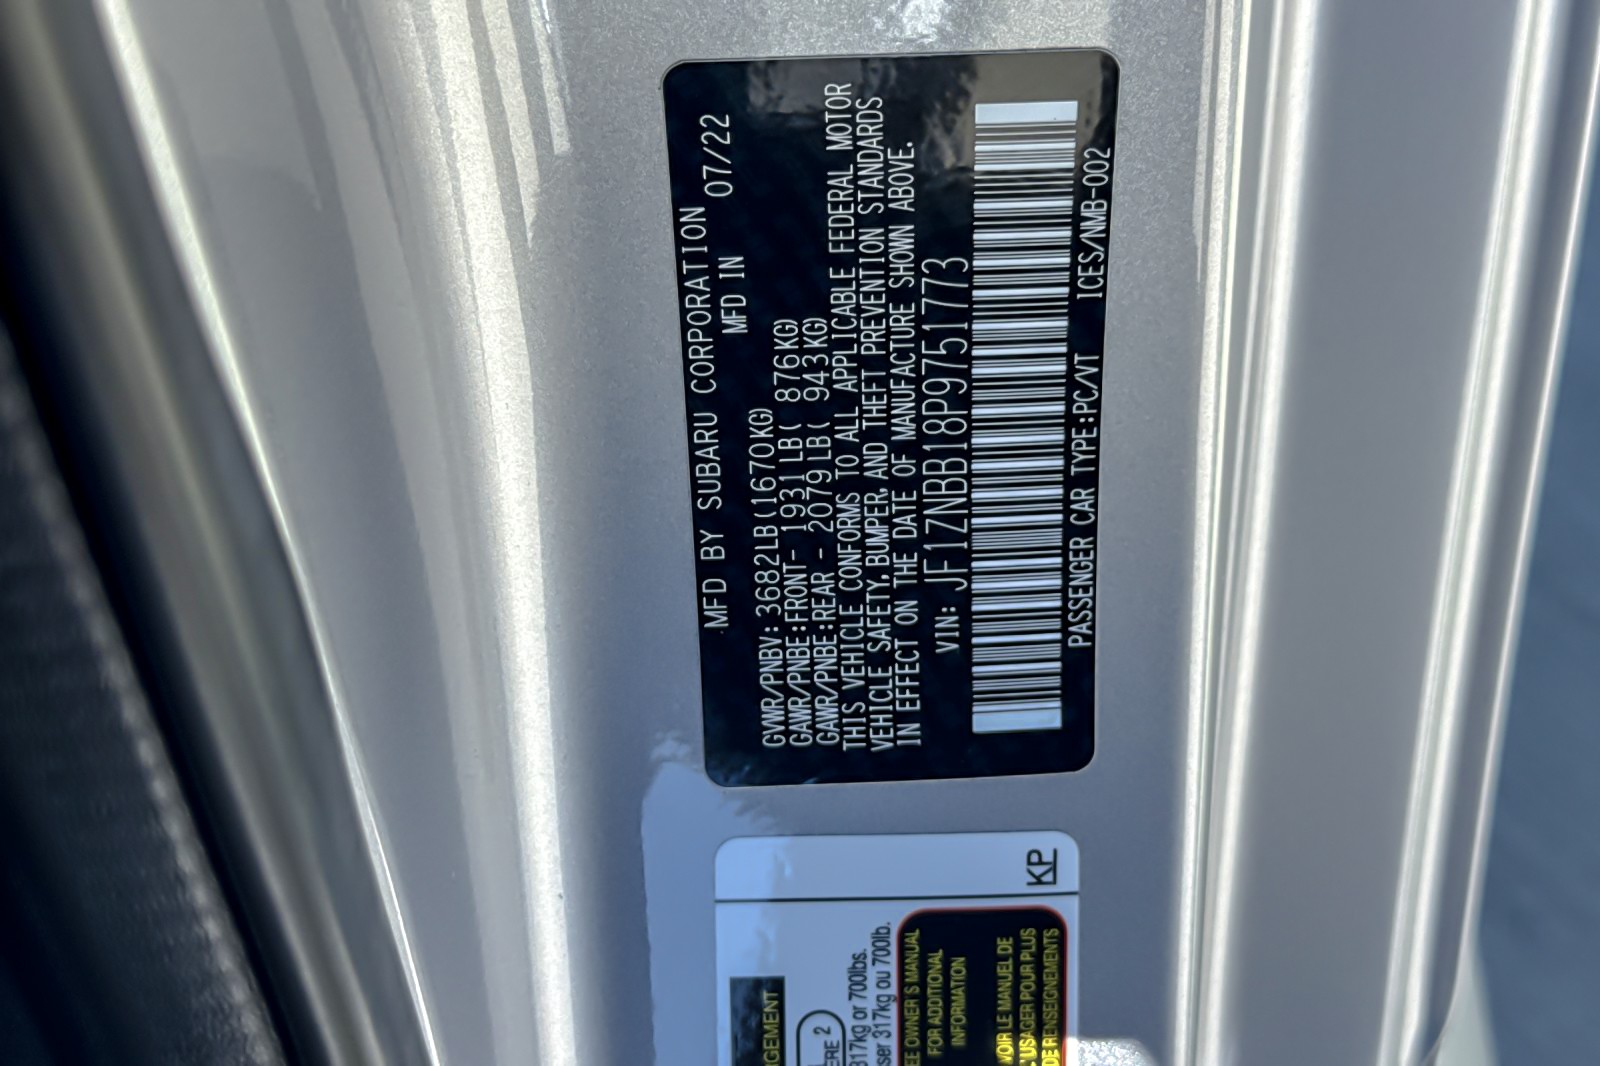 MFD BY SUBARU CORPORATION
MFD IN 07/22
GVWR/PNBV: 3682LB(1670KG)
GAWR/PNBE:FRONT- 1931LB( 876KG)
GAWR/PNBE:REAR - 2079LB( 943KG)
THIS VEHICLE CONFORMS TO ALL APPLICABLE FEDERAL MOTOR
VEHICLE SAFETY, BUMPER, AND THEFT PREVENTION STANDARDS
IN EFFECT ON THE DATE OF MANUFACTURE SHOWN ABOVE.
VIN: JF1ZNBB18P9751773
PASSENGER CAR TYPE:PC/VT ICES/NMB-002
KP
317kg or 700lbs.
317kg ou 700lb.
OWNER'S MANUAL
FOR ADDITIONAL
INFORMATION
VOIR LE MANUEL DE
L'USAGER POUR PLUS
DE RENSEIGNEMENTS